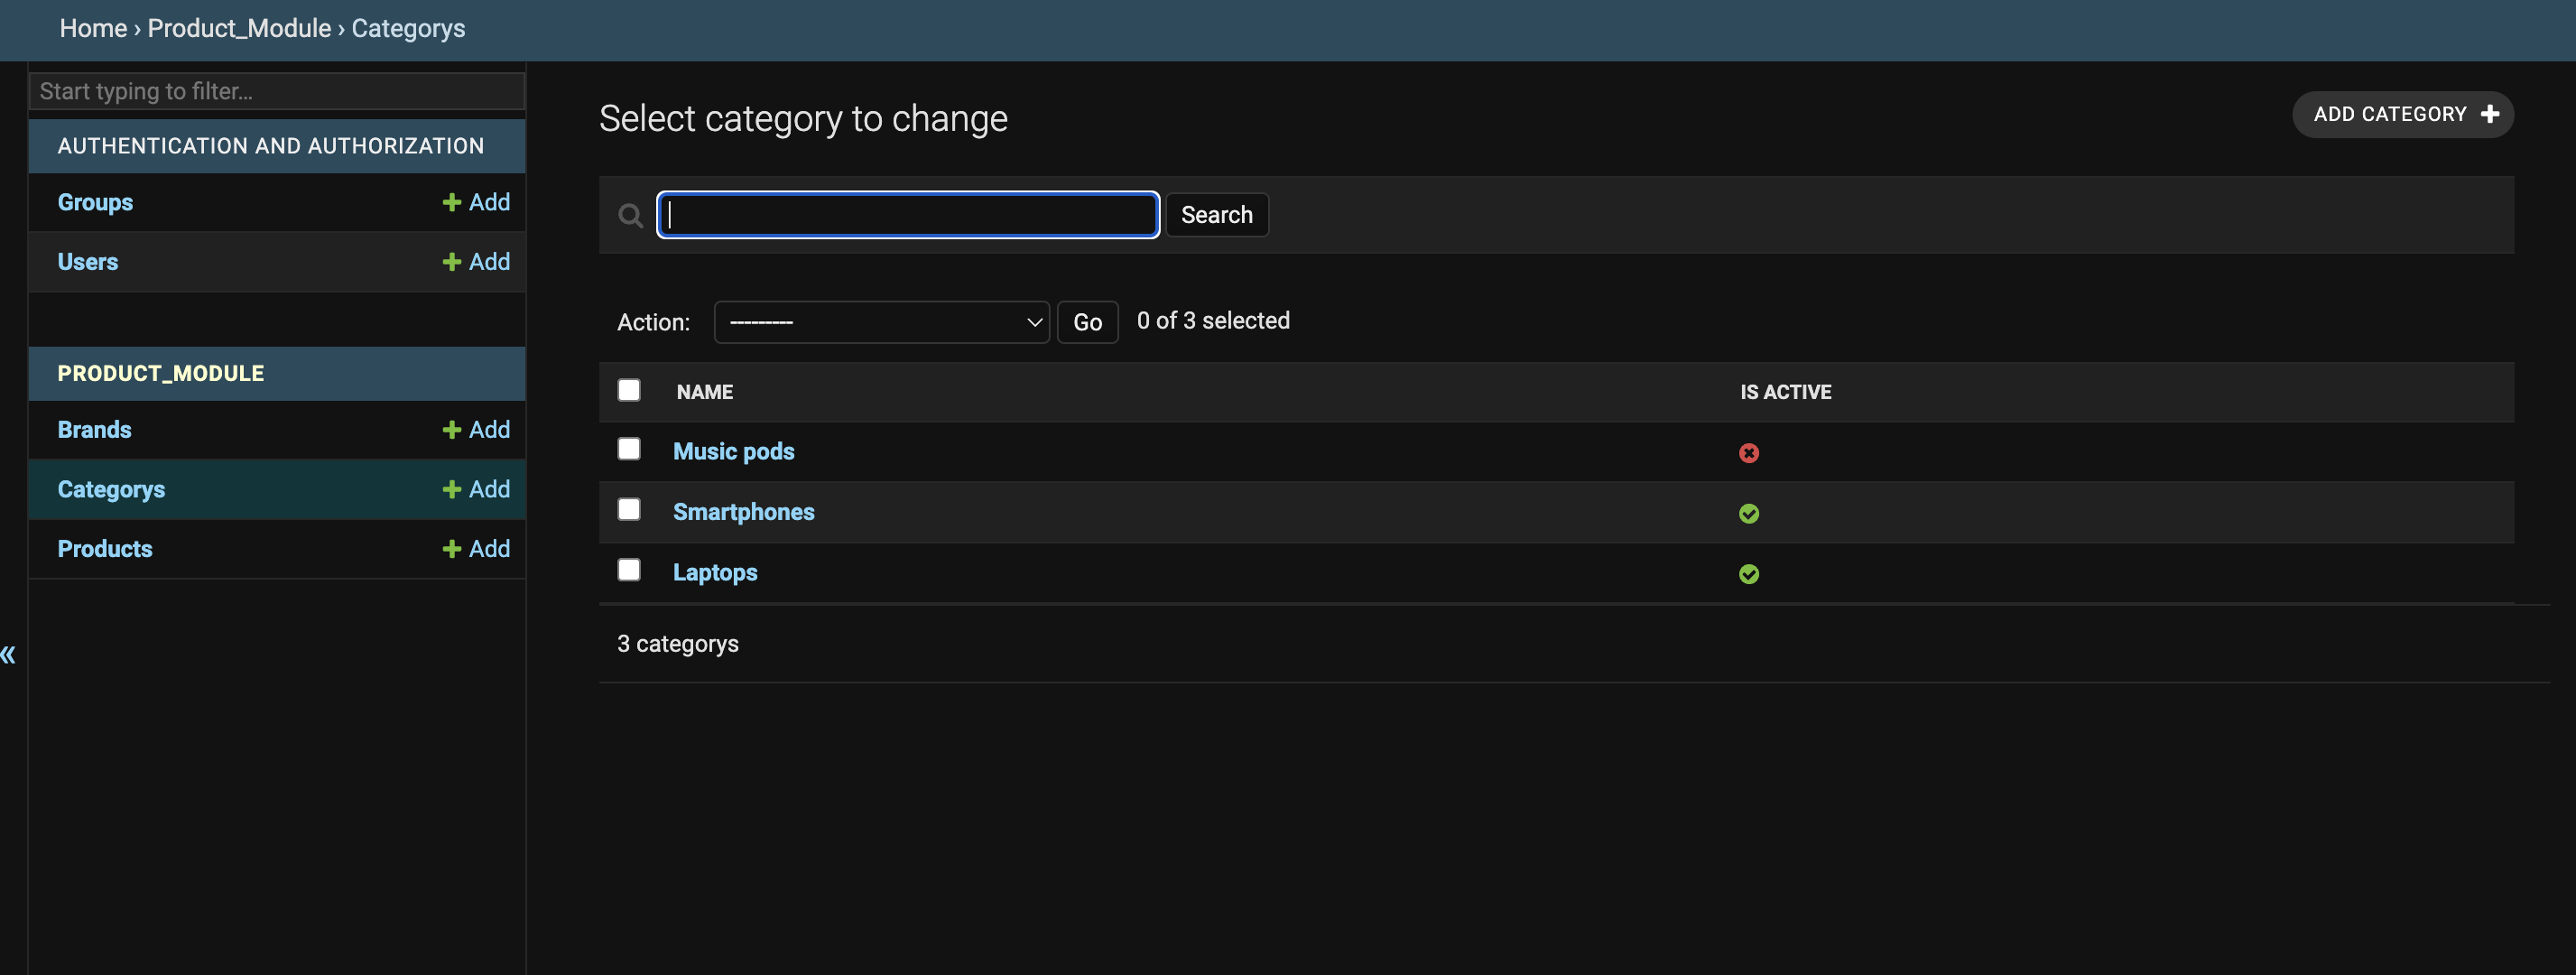 Home › Product_Module › Categorys
Start typing to filter...
AUTHENTICATION AND AUTHORIZATION
Groups + Add
Users + Add
PRODUCT_MODULE
Brands + Add
Categorys + Add
Products + Add
«
Select category to change
ADD CATEGORY +
Search
Action: --------- Go 0 of 3 selected
NAME IS ACTIVE
Music pods
Smartphones
Laptops
3 categorys